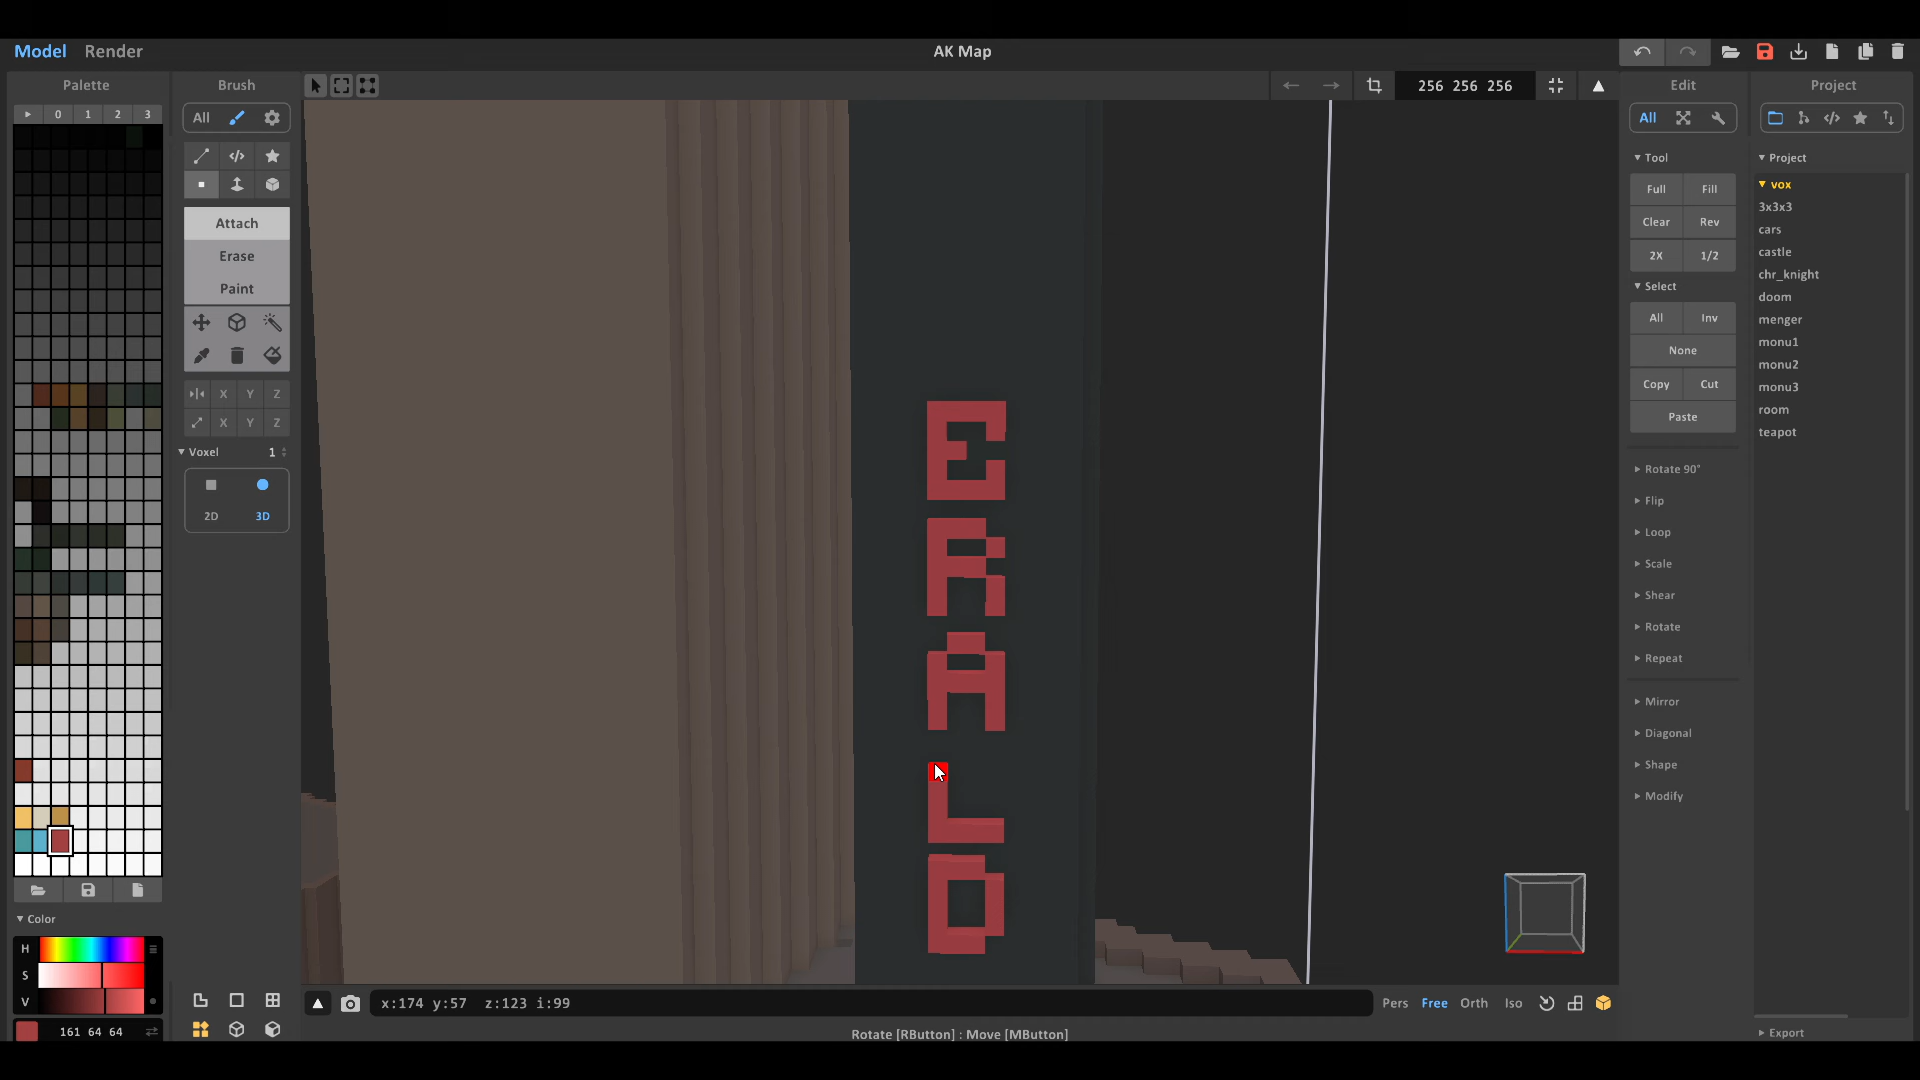 Model Render AK Map
Palette Brush 256 256 256 Edit Project
0 1 2 3 All All
Tool Project
Full Fill vox
Clear Rev 3x3x3
2X 1/2 cars
Attach castle
Erase chr_knight
Paint Select doom
All Inv menger
None monu1
Copy Cut monu2
Paste monu3
X Y Z room
X Y Z teapot
Voxel 1
2D 3D
Rotate 90°
Flip
Loop
Scale
Shear
Rotate
Repeat
Mirror
Diagonal
Shape
Modify
E
R
A
L
D
Color
H
S
V
161 64 64
x:174 y:57 z:123 i:99 Pers Free Orth Iso
Rotate [RButton] : Move [MButton] Export